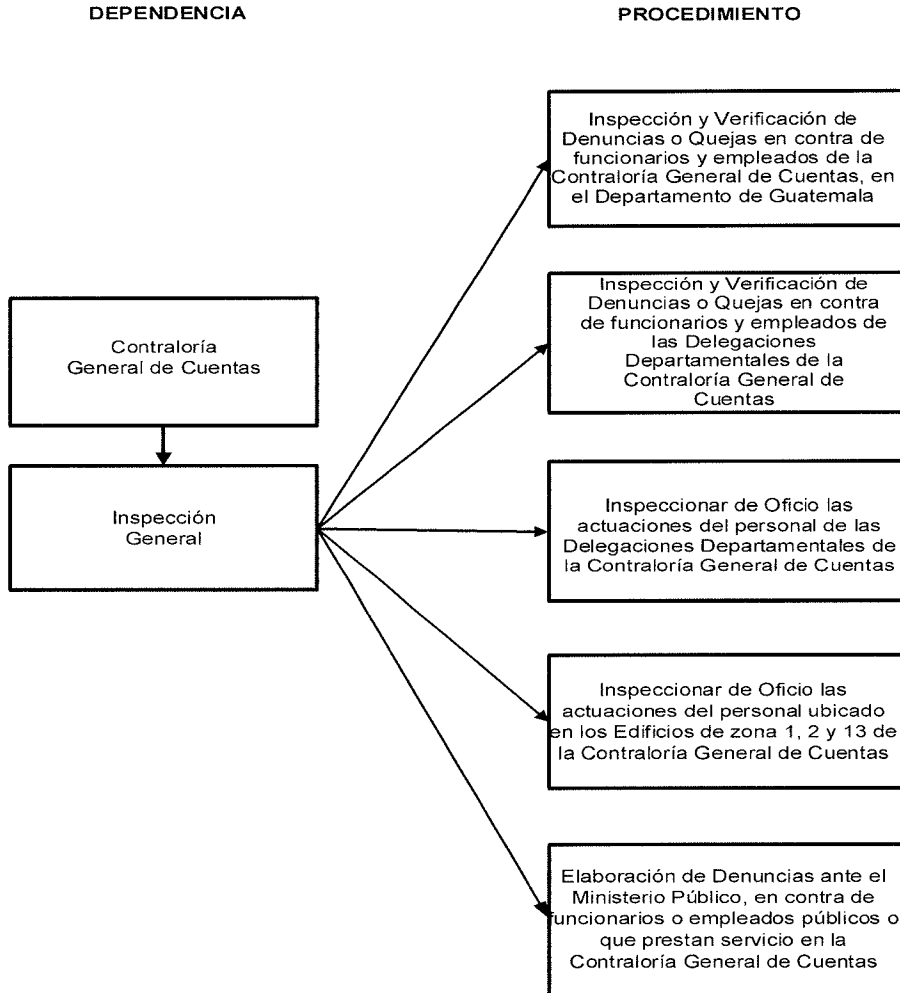 DEPENDENCIA
PROCEDIMIENTO
Inspección y Verificación de
Denuncias o Quejas en contra de
funcionarios y empleados de la
Contraloría General de Cuentas, en
el Departamento de Guatemala
Inspección y Verificación de
Denuncias o Quejas en contra
de funcionarios y empleados de
las Delegaciones
Departamentales de la
Contraloría General de
Cuentas
Contraloría
General de Cuentas
Inspección
General
Inspeccionar de Oficio las
actuaciones del personal de las
Delegaciones Departamentales de
la Contraloría General de Cuentas
Inspeccionar de Oficio las
actuaciones del personal ubicado
en los Edificios de zona 1, 2 y 13 de
la Contraloría General de Cuentas
Elaboración de Denuncias ante el
Ministerio Público, en contra de
funcionarios o empleados públicos o
que prestan servicio en la
Contraloría General de Cuentas